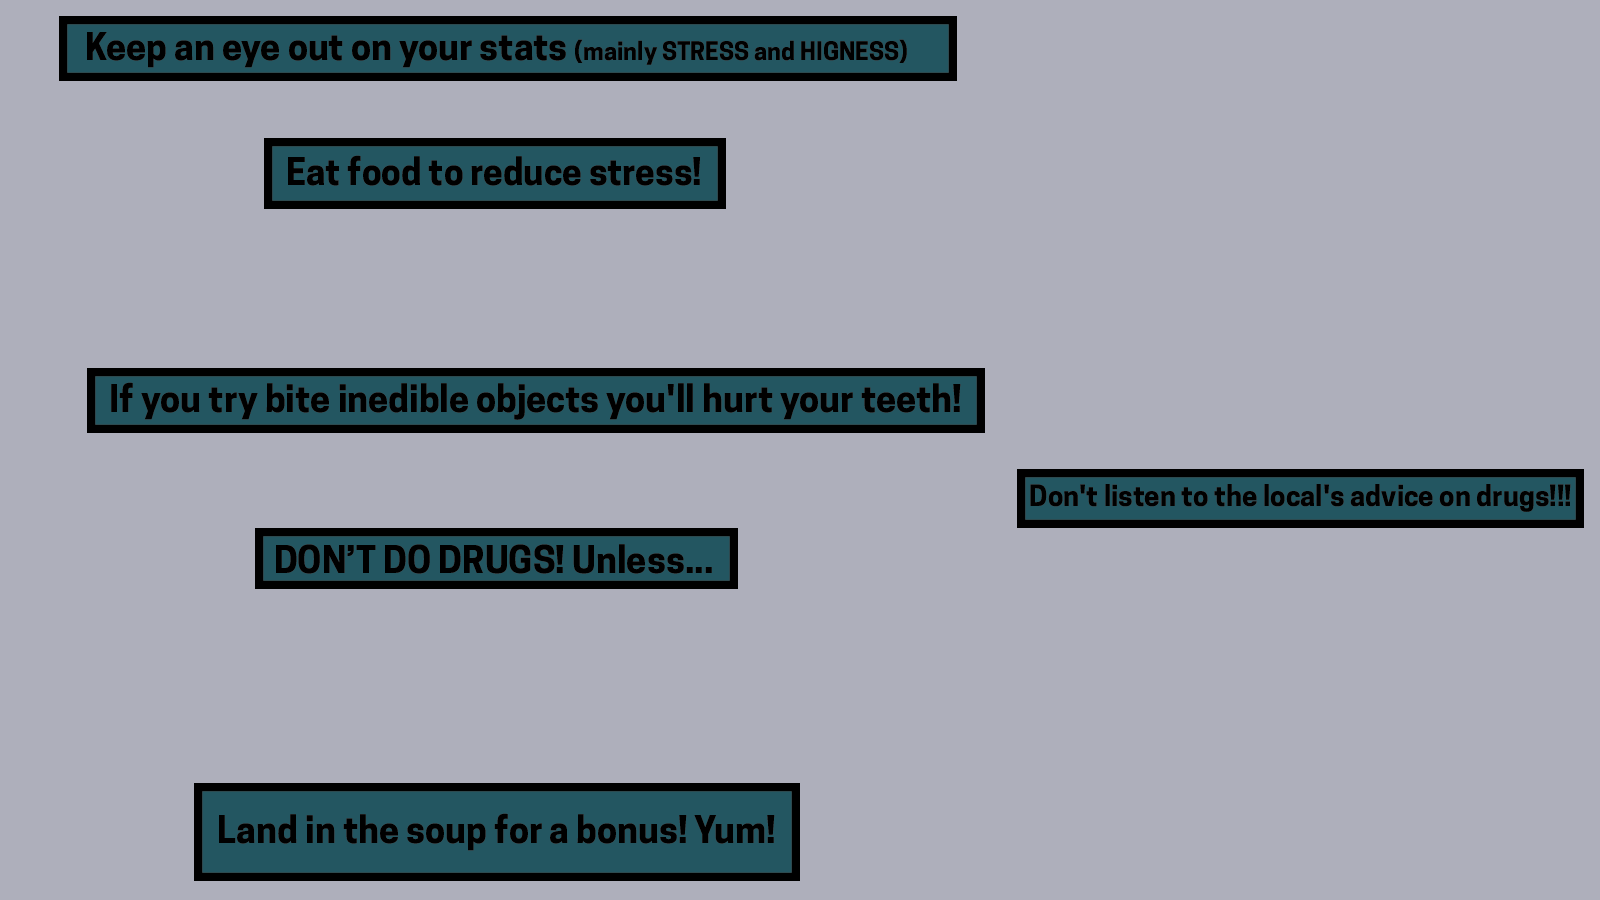 Keep an eye out on your stats (mainly STRESS and HIGNESS)
Eat food to reduce stress!
If you try bite inedible objects you'll hurt your teeth!
Don't listen to the local's advice on drugs!!!
DON’T DO DRUGS! Unless...
Land in the soup for a bonus! Yum!